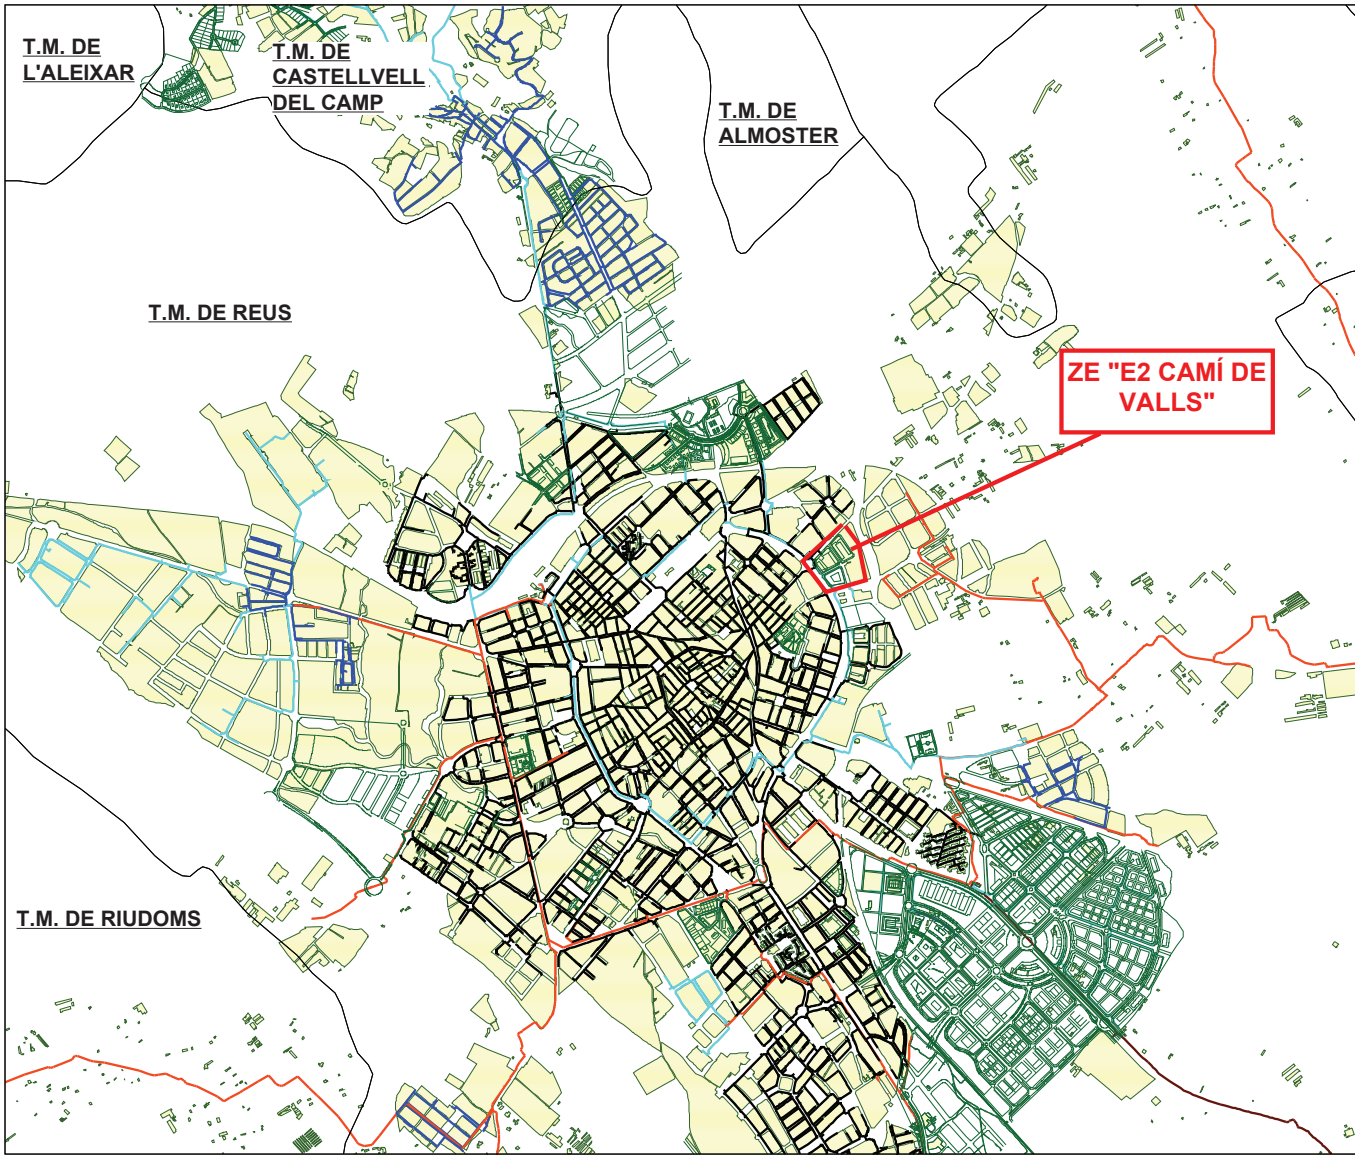 T.M. DE
L'ALEIXAR
T.M. DE
CASTELLVELL
DEL CAMP
T.M. DE
ALMOSTER
T.M. DE REUS
ZE "E2 CAMÍ DE
VALLS"
T.M. DE RIUDOMS